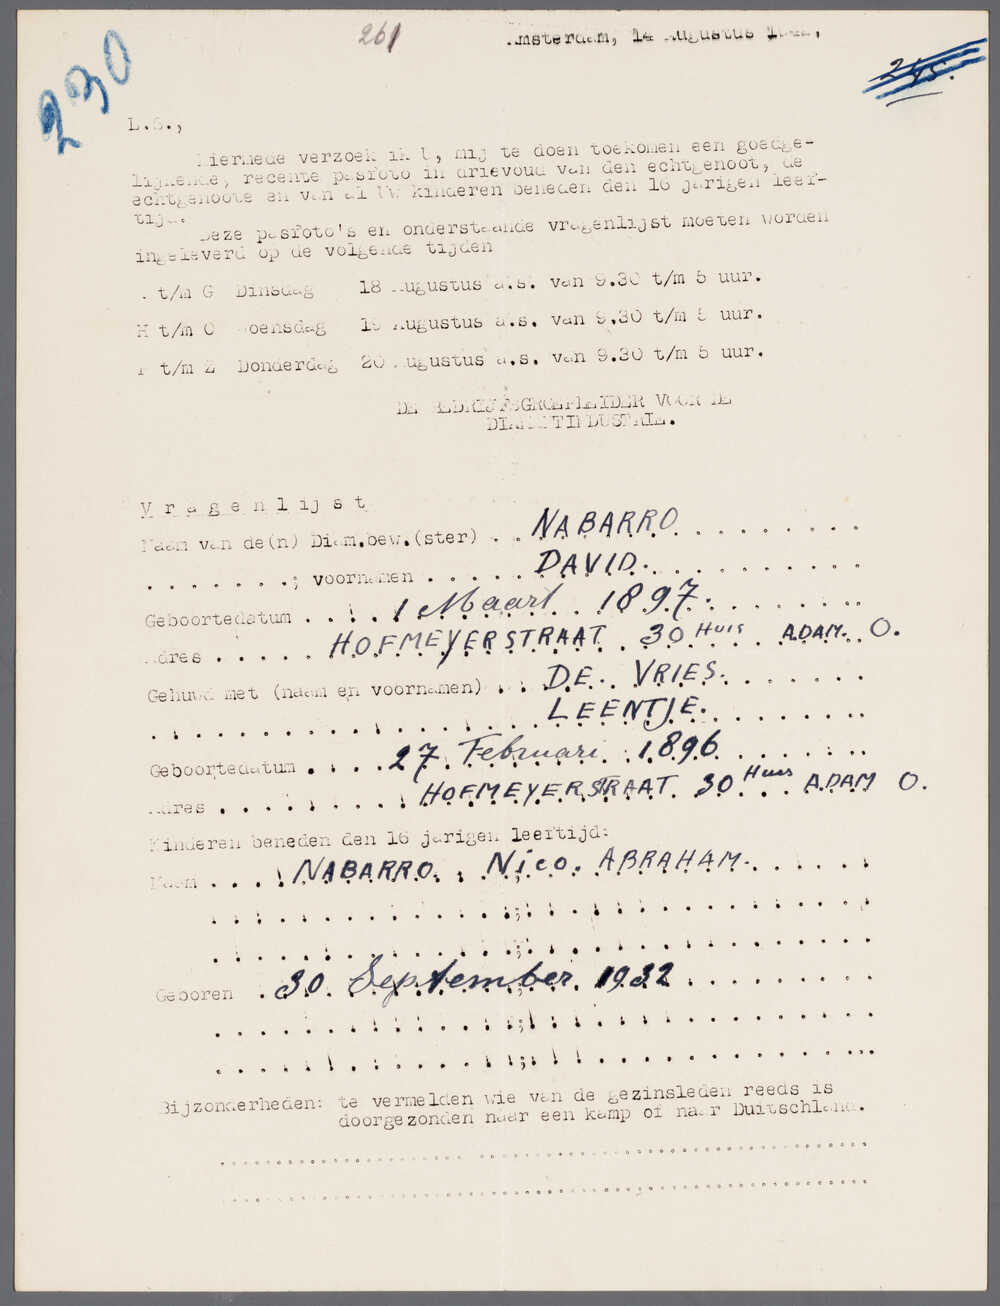 230
261
Amsterdam, 14 Augustus 1942,
245.
L.S.,
Hiermede verzoek ik U, mij te doen toekomen een goedge-
lijkende, recente pasfoto in drievoud van den echtgenoot, de
echtgenoote en van al Uw kinderen beneden den 16 jarigen leef-
tijd.
Deze pasfoto's en onderstaande vragenlijst moeten worden
ingeleverd op de volgende tijden
t/m G Dinsdag 18 Augustus a.s. van 9.30 t/m 5 uur.
H t/m O Woensdag 19 Augustus a.s. van 9.30 t/m 5 uur.
P t/m Z Donderdag 20 Augustus a.s. van 9.30 t/m 5 uur.
DE BEDRIJFSGROEPLEIDER VOOR DE
DIAMANTINDUSTRIE.
Vragenlijst
Naam van de(n) Diam.bew.(ster) . . NABARRO . . . . . . . .
. . . . . . . ; voornamen . . . . . DAVID. . . . . . . . . .
Geboortedatum . . . . . 1 Maart 1897. . . . . . . .
Adres . . . . . HOFMEYERSTRAAT 30 Huis ADAM. O.
Gehuwd met (naam en voornamen) . . DE VRIES. . . . . . .
. . . . . . . . . . . . . . LEENTJE. . . . . . . .
Geboortedatum . . . . 27 Februari 1896 . . . . . .
Adres . . . . . . . . HOFMEYERSTRAAT 30 Huis ADAM O.
Kinderen beneden den 16 jarigen leeftijd:
Naam . . . . NABARRO . Nico. ABRAHAM. . . . . . .
. . . . . . . . . . . . . ; . . . . . . . . . . . . . . .
. . . . . . . . . . . . . ; . . . . . . . . . . . . . . .
Geboren . 30 September 1932 . . . . . . . .
. . . . . . . . . . . . . ; . . . . . . . . . . . . . . .
. . . . . . . . . . . . . ; . . . . . . . . . . . . . . .
Bijzonderheden: te vermelden wie van de gezinsleden reeds is
doorgezonden naar een kamp of naar Duitschland.
. . . . . . . . . . . . . . . . . . . . . . . . . . . . .
. . . . . . . . . . . . . . . . . . . . . . . . . . . . .